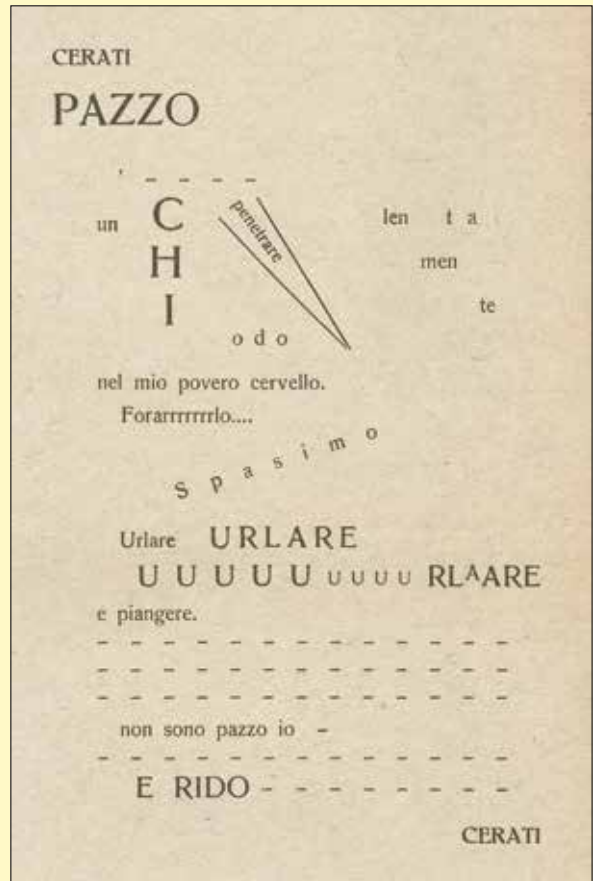 CERATI
PAZZO
' - - - -
un C penetrare len t a
H men
I te
o d o
nel mio povero cervello.
Forarrrrrrrlo....
S p a s i m o
Urlare URLARE
U U U U U U U U U RLAARE
e piangere.
- - - - - - - - - - - - - -
- - - - - - - - - - - - - -
- - - - - - - - - - - - - -
non sono pazzo io -
- - - - - - - - - - - - - -
E RIDO - - - - - - - -
CERATI